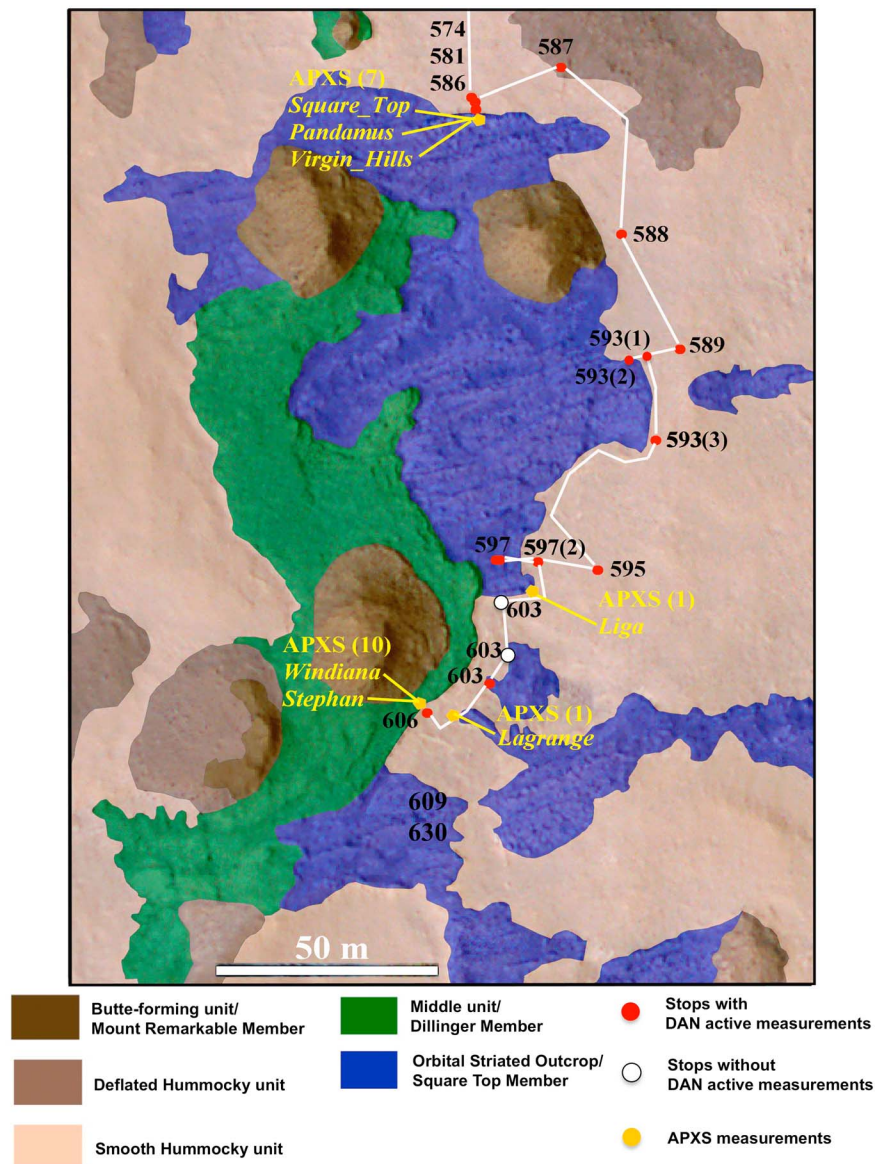 574
581
586
587
APXS (7)
Square_Top
Pandamus
Virgin_Hills
588
593(1)
589
593(2)
593(3)
597
597(2)
595
603
APXS (1)
Liga
APXS (10)
Windiana
Stephan
603
603
606
APXS (1)
Lagrange
609
630
50 m
Butte-forming unit/
Mount Remarkable Member
Deflated Hummocky unit
Smooth Hummocky unit
Middle unit/
Dillinger Member
Orbital Striated Outcrop/
Square Top Member
Stops with
DAN active measurements
Stops without
DAN active measurements
APXS measurements